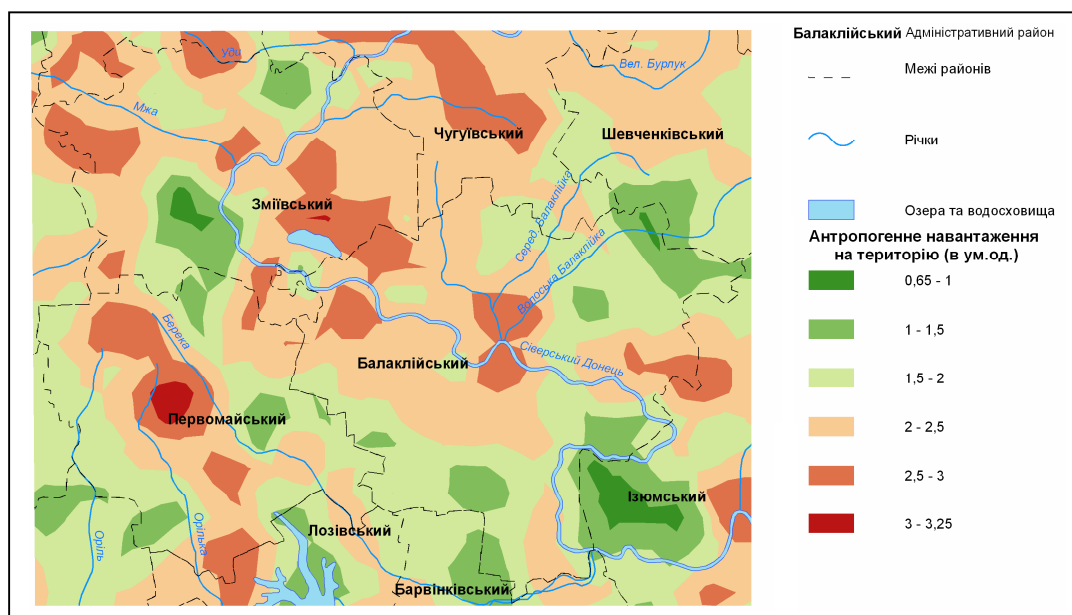 Уди
Вел. Бурлук
Мжа
Чугуївський
Шевченківський
Зміївський
Серед. Балаклійка
Волоська Балаклійка
Берека
Сіверський Донець
Балаклійський
Первомайський
Ізюмський
Оріль
Орілька
Лозівський
Барвінківський
Балаклійський Адміністративний район
Межі районів
Річки
Озера та водосховища
Антропогенне навантаження
на територію (в ум.од.)
0,65 - 1
1 - 1,5
1,5 - 2
2 - 2,5
2,5 - 3
3 - 3,25